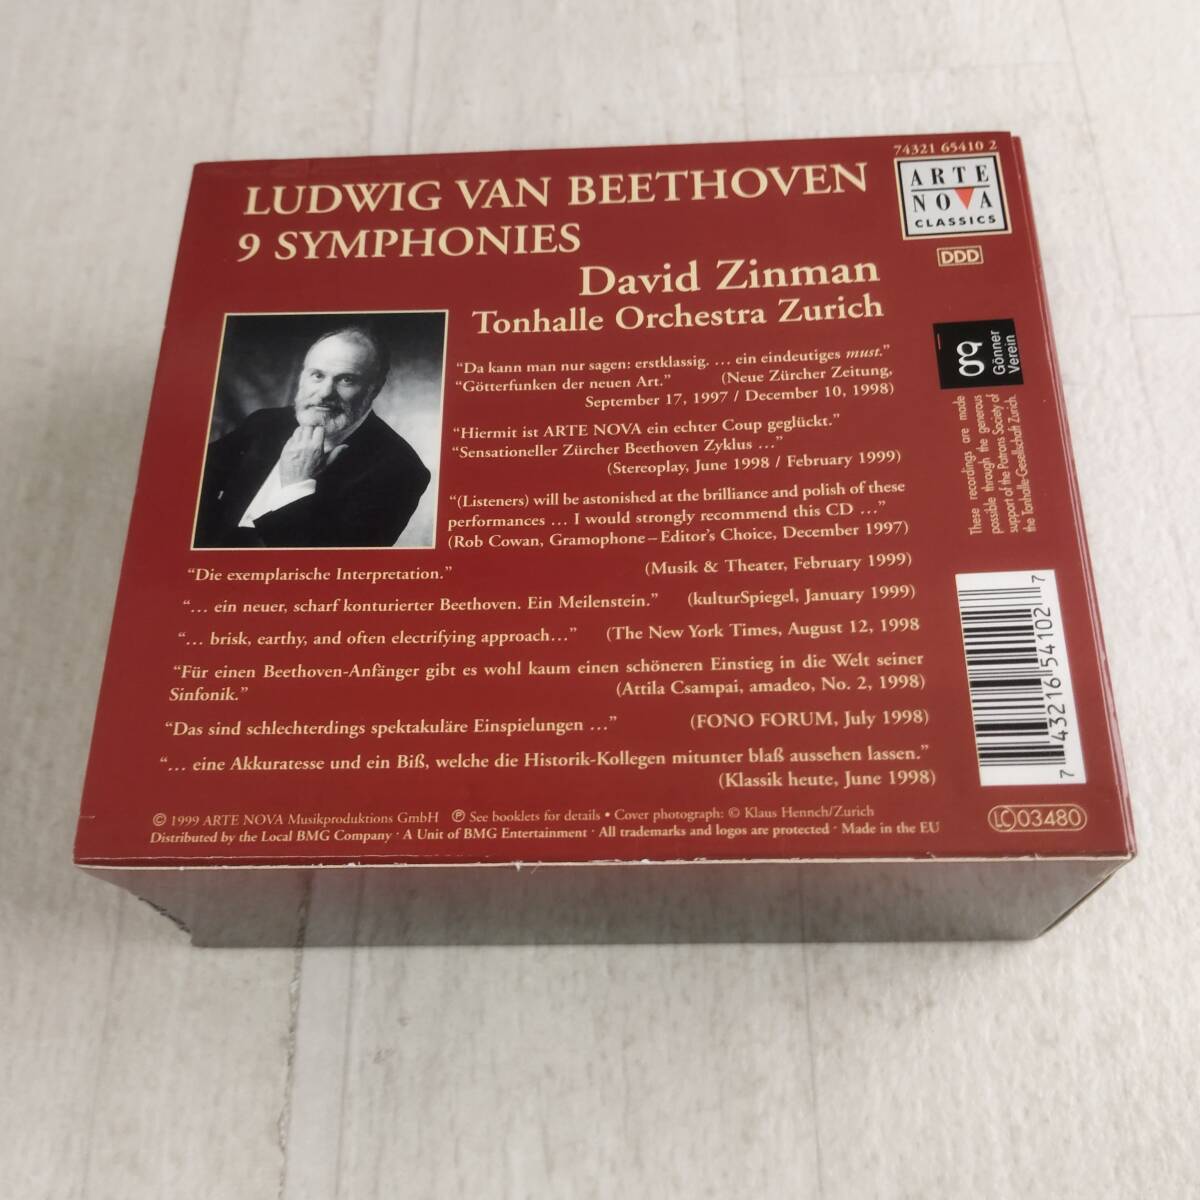 74321 65410 2
ARTE
NOVA
CLASSICS
DDD
LUDWIG VAN BEETHOVEN
9 SYMPHONIES
David Zinman
Tonhalle Orchestra Zurich
“Da kann man nur sagen: erstklassig. … ein eindeutiges must.”
“Götterfunken der neuen Art.” (Neue Zürcher Zeitung,
September 17, 1997 / December 10, 1998)
“Hiermit ist ARTE NOVA ein echter Coup geglückt.”
“Sensationeller Zürcher Beethoven Zyklus …”
(Stereoplay, June 1998 / February 1999)
“(Listeners) will be astonished at the brilliance and polish of these
performances … I would strongly recommend this CD …”
(Rob Cowan, Gramophone – Editor's Choice, December 1997)
“Die exemplarische Interpretation.” (Musik & Theater, February 1999)
“… ein neuer, scharf konturierter Beethoven. Ein Meilenstein.” (kulturSpiegel, January 1999)
“… brisk, earthy, and often electrifying approach…” (The New York Times, August 12, 1998
“Für einen Beethoven-Anfänger gibt es wohl kaum einen schöneren Einstieg in die Welt seiner
Sinfonik.” (Attila Csampai, amadeo, No. 2, 1998)
“Das sind schlechterdings spektakuläre Einspielungen …” (FONO FORUM, July 1998)
“… eine Akkuratesse und ein Biß, welche die Historik-Kollegen mitunter blaß aussehen lassen.”
(Klassik heute, June 1998)
© 1999 ARTE NOVA Musikproduktions GmbH ℗ See booklets for details • Cover photograph: © Klaus Hennch/Zurich
Distributed by the Local BMG Company · A Unit of BMG Entertainment · All trademarks and logos are protected · Made in the EU
g
Gönner
Verein
These recordings are made
possible through the generous
support of the Patrons Society of
the Tonhalle-Gesellschaft Zurich.
7 43216 54102 7
LC 03480